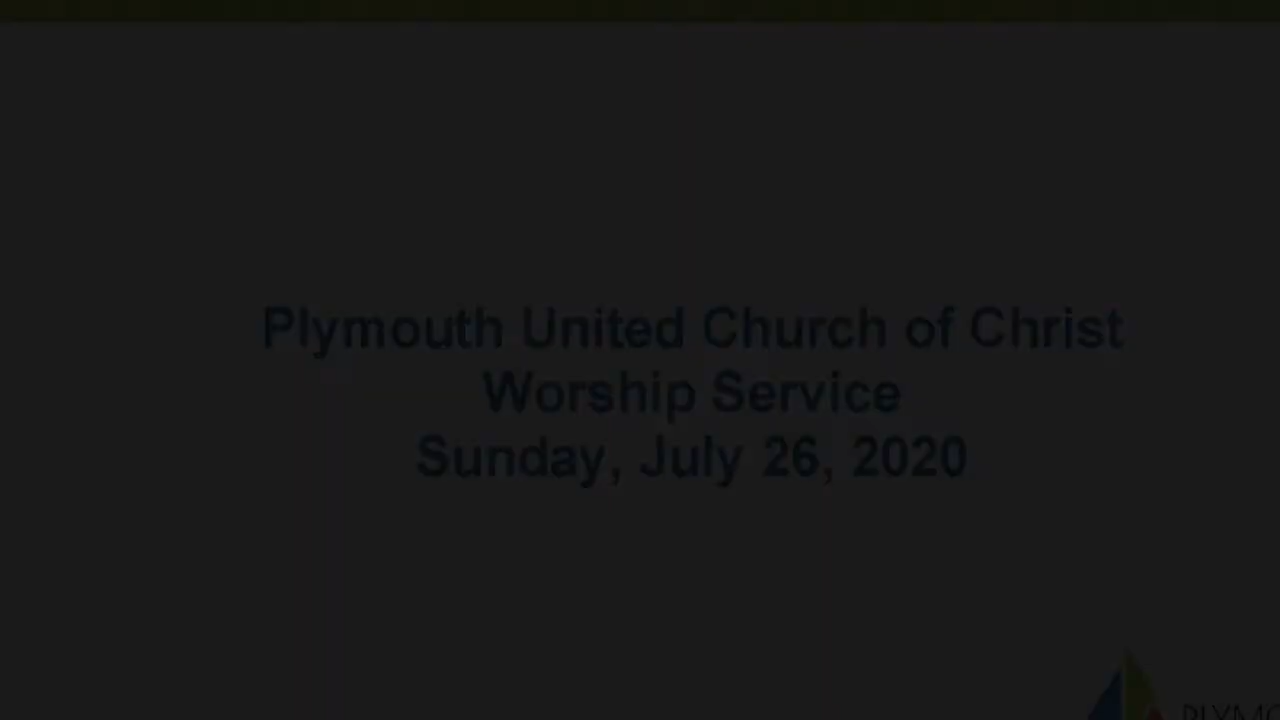 Plymouth United Church of Christ
Worship Service
Sunday, July 26, 2020